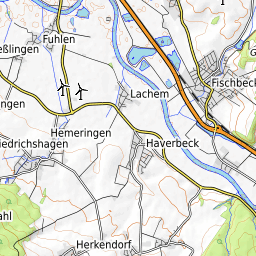 Fuhlen
eßlingen
Fischbeck
Lachem
ngen
Hemeringen
Haverbeck
iedrichshagen
ahl
Herkendorf